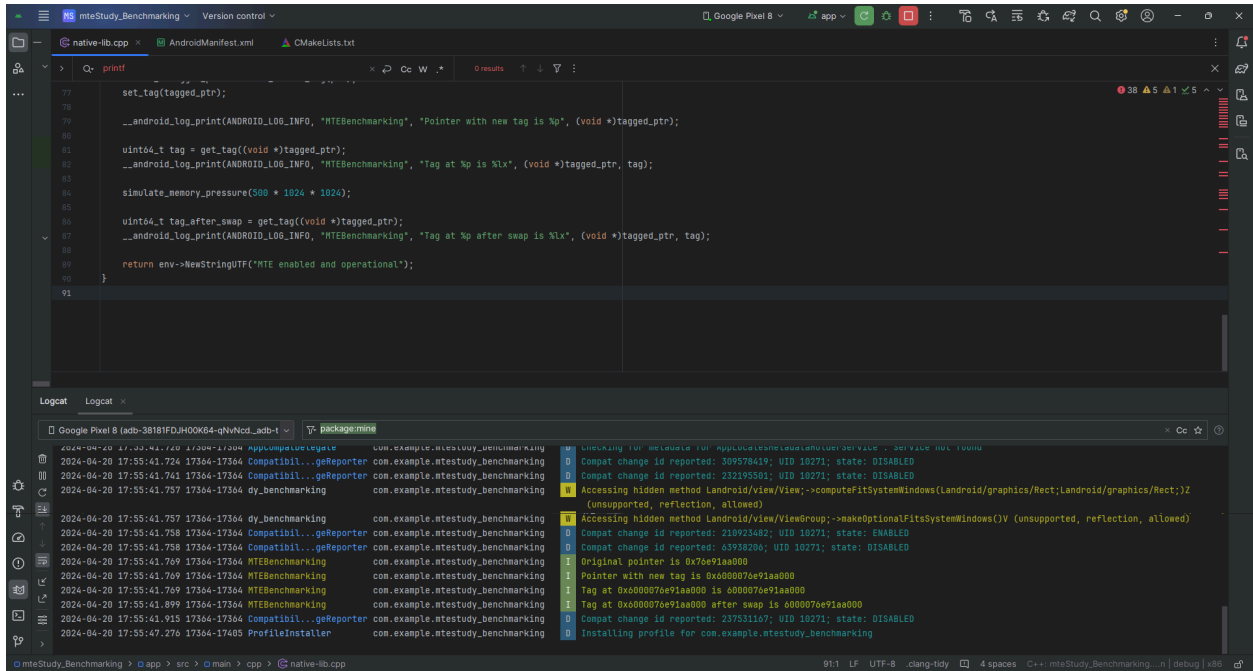 MS mteStudy_Benchmarking Version control Google Pixel 8 app
native-lib.cpp AndroidManifest.xml CMakeLists.txt
printf Cc W .* 0 results
77 set_tag(tagged_ptr); 38 5 1 5
78
79 __android_log_print(ANDROID_LOG_INFO, "MTEBenchmarking", "Pointer with new tag is %p", (void *)tagged_ptr);
80
81 uint64_t tag = get_tag((void *)tagged_ptr);
82 __android_log_print(ANDROID_LOG_INFO, "MTEBenchmarking", "Tag at %p is %lx", (void *)tagged_ptr, tag);
83
84 simulate_memory_pressure(500 * 1024 * 1024);
85
86 uint64_t tag_after_swap = get_tag((void *)tagged_ptr);
87 __android_log_print(ANDROID_LOG_INFO, "MTEBenchmarking", "Tag at %p after swap is %lx", (void *)tagged_ptr, tag);
88
89 return env->NewStringUTF("MTE enabled and operational");
90 }
91
Logcat Logcat
Google Pixel 8 (adb-38181FDJH00K64-qNvNcd._adb-t package:mine Cc
2024-04-20 17:55:41.724 17364-17364 Compatibil...geReporter com.example.mtestudy_benchmarking D Compat change id reported: 309578419; UID 10271; state: DISABLED
2024-04-20 17:55:41.741 17364-17364 Compatibil...geReporter com.example.mtestudy_benchmarking D Compat change id reported: 232195501; UID 10271; state: DISABLED
2024-04-20 17:55:41.757 17364-17364 dy_benchmarking com.example.mtestudy_benchmarking W Accessing hidden method Landroid/view/View;->computeFitSystemWindows(Landroid/graphics/Rect;Landroid/graphics/Rect;)Z
(unsupported, reflection, allowed)
2024-04-20 17:55:41.757 17364-17364 dy_benchmarking com.example.mtestudy_benchmarking W Accessing hidden method Landroid/view/ViewGroup;->makeOptionalFitsSystemWindows()V (unsupported, reflection, allowed)
2024-04-20 17:55:41.758 17364-17364 Compatibil...geReporter com.example.mtestudy_benchmarking D Compat change id reported: 210923482; UID 10271; state: ENABLED
2024-04-20 17:55:41.758 17364-17364 Compatibil...geReporter com.example.mtestudy_benchmarking D Compat change id reported: 63938206; UID 10271; state: DISABLED
2024-04-20 17:55:41.769 17364-17364 MTEBenchmarking com.example.mtestudy_benchmarking I Original pointer is 0x76e91aa000
2024-04-20 17:55:41.769 17364-17364 MTEBenchmarking com.example.mtestudy_benchmarking I Pointer with new tag is 0x6000076e91aa000
2024-04-20 17:55:41.769 17364-17364 MTEBenchmarking com.example.mtestudy_benchmarking I Tag at 0x6000076e91aa000 is 6000076e91aa000
2024-04-20 17:55:41.899 17364-17364 MTEBenchmarking com.example.mtestudy_benchmarking I Tag at 0x6000076e91aa000 after swap is 6000076e91aa000
2024-04-20 17:55:41.915 17364-17364 Compatibil...geReporter com.example.mtestudy_benchmarking D Compat change id reported: 237531167; UID 10271; state: DISABLED
2024-04-20 17:55:47.276 17364-17405 ProfileInstaller com.example.mtestudy_benchmarking D Installing profile for com.example.mtestudy_benchmarking
mteStudy_Benchmarking > app > src > main > cpp > native-lib.cpp 91:1 LF UTF-8 .clang-tidy 4 spaces C++: mteStudy_Benchmarking....n | debug | x86